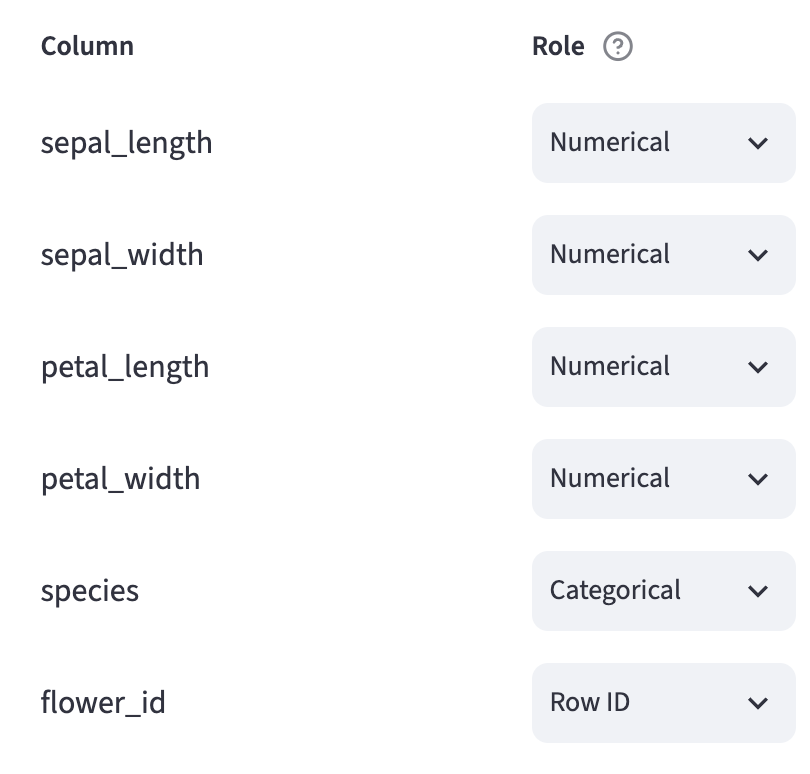 Column Role ?
sepal_length Numerical
sepal_width Numerical
petal_length Numerical
petal_width Numerical
species Categorical
flower_id Row ID